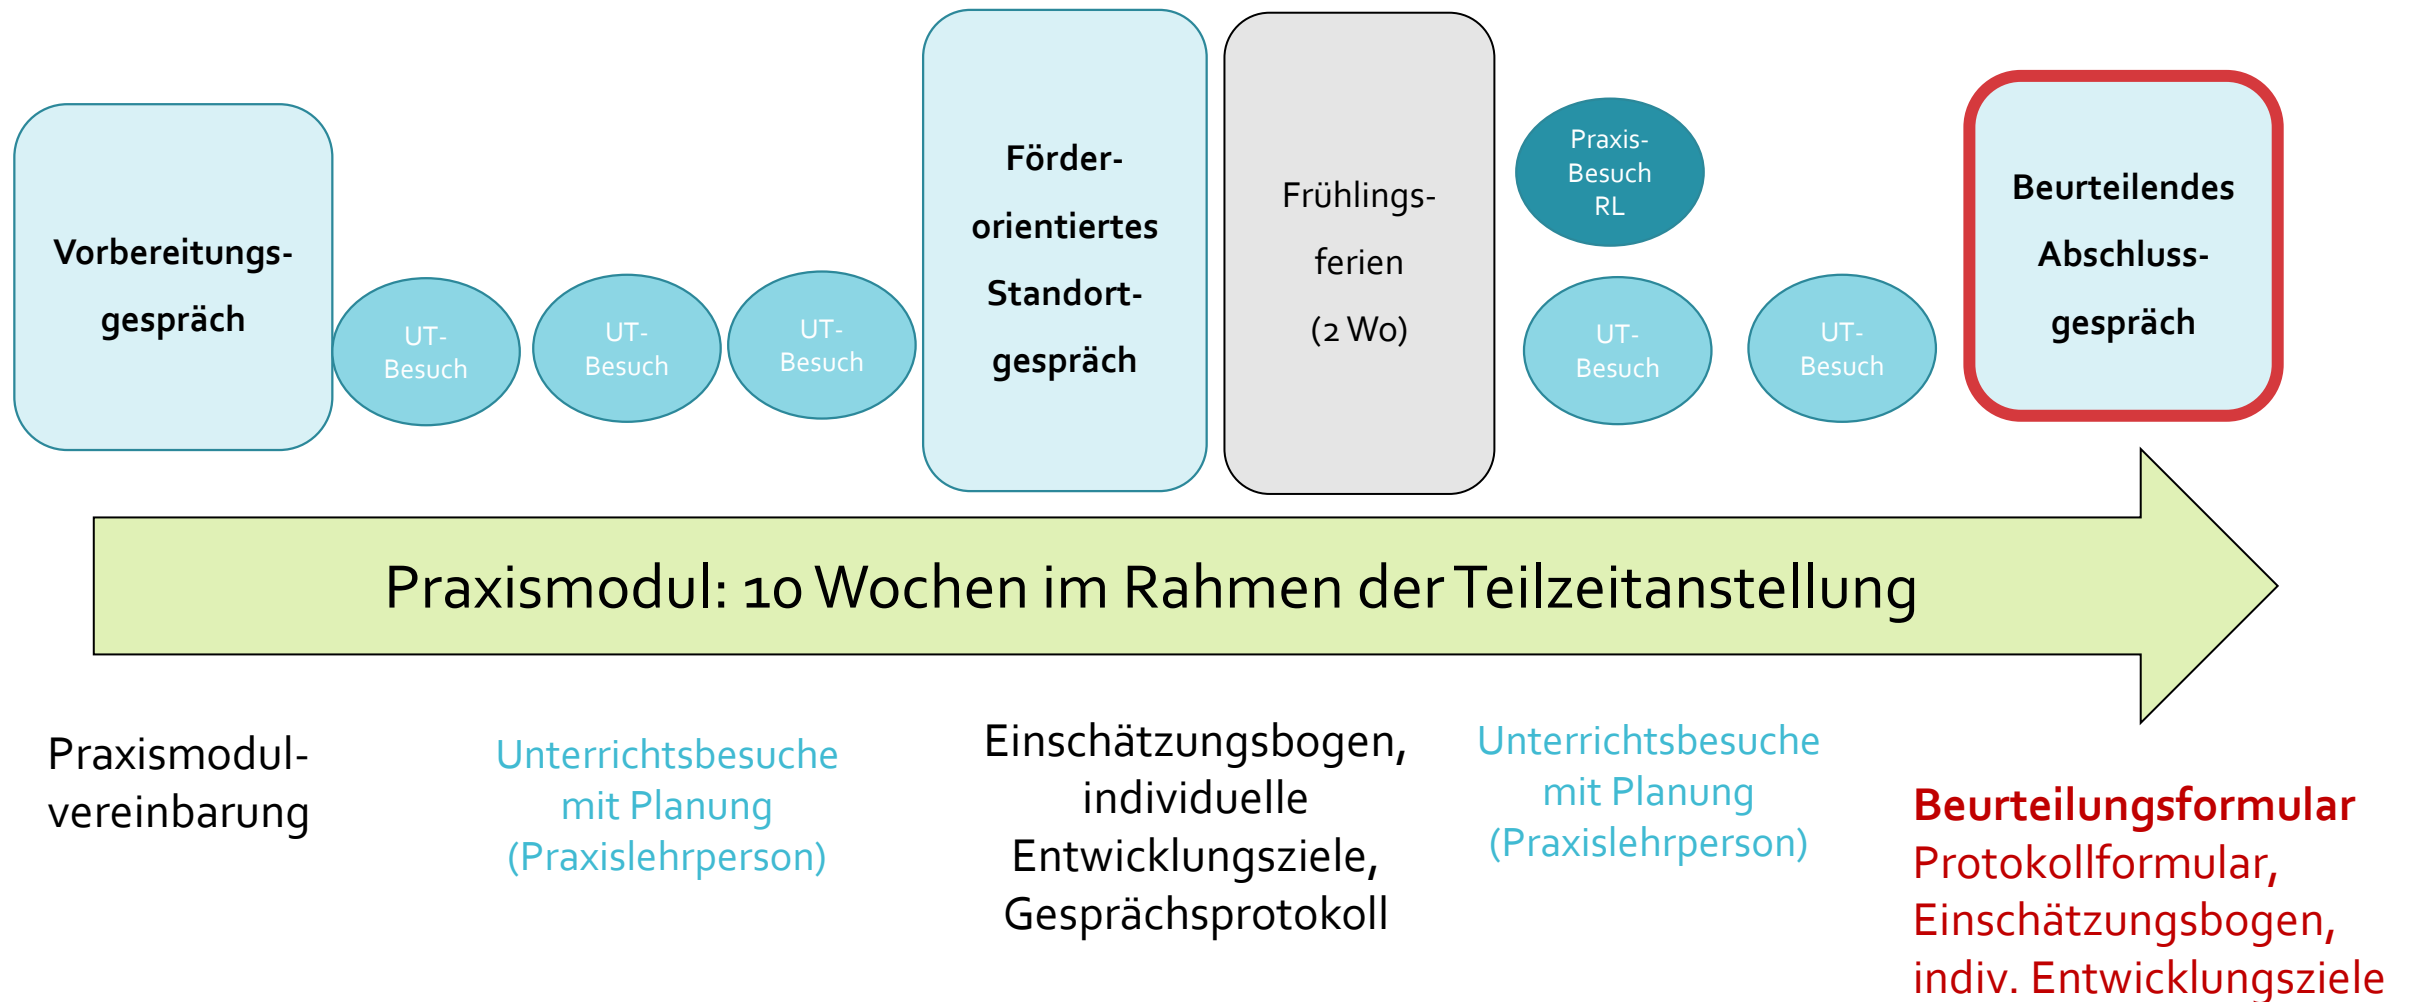 Vorbereitungs-
gespräch
UT-
Besuch
UT-
Besuch
UT-
Besuch
Förder-
orientiertes
Standort-
gespräch
Frühlings-
ferien
(2 Wo)
Praxis-
Besuch
RL
UT-
Besuch
UT-
Besuch
Beurteilendes
Abschluss-
gespräch
Praxismodul: 10 Wochen im Rahmen der Teilzeitanstellung
Praxismodul-
vereinbarung
Unterrichtsbesuche
mit Planung
(Praxislehrperson)
Einschätzungsbogen,
individuelle
Entwicklungsziele,
Gesprächsprotokoll
Unterrichtsbesuche
mit Planung
(Praxislehrperson)
Beurteilungsformular
Protokollformular,
Einschätzungsbogen,
indiv. Entwicklungsziele